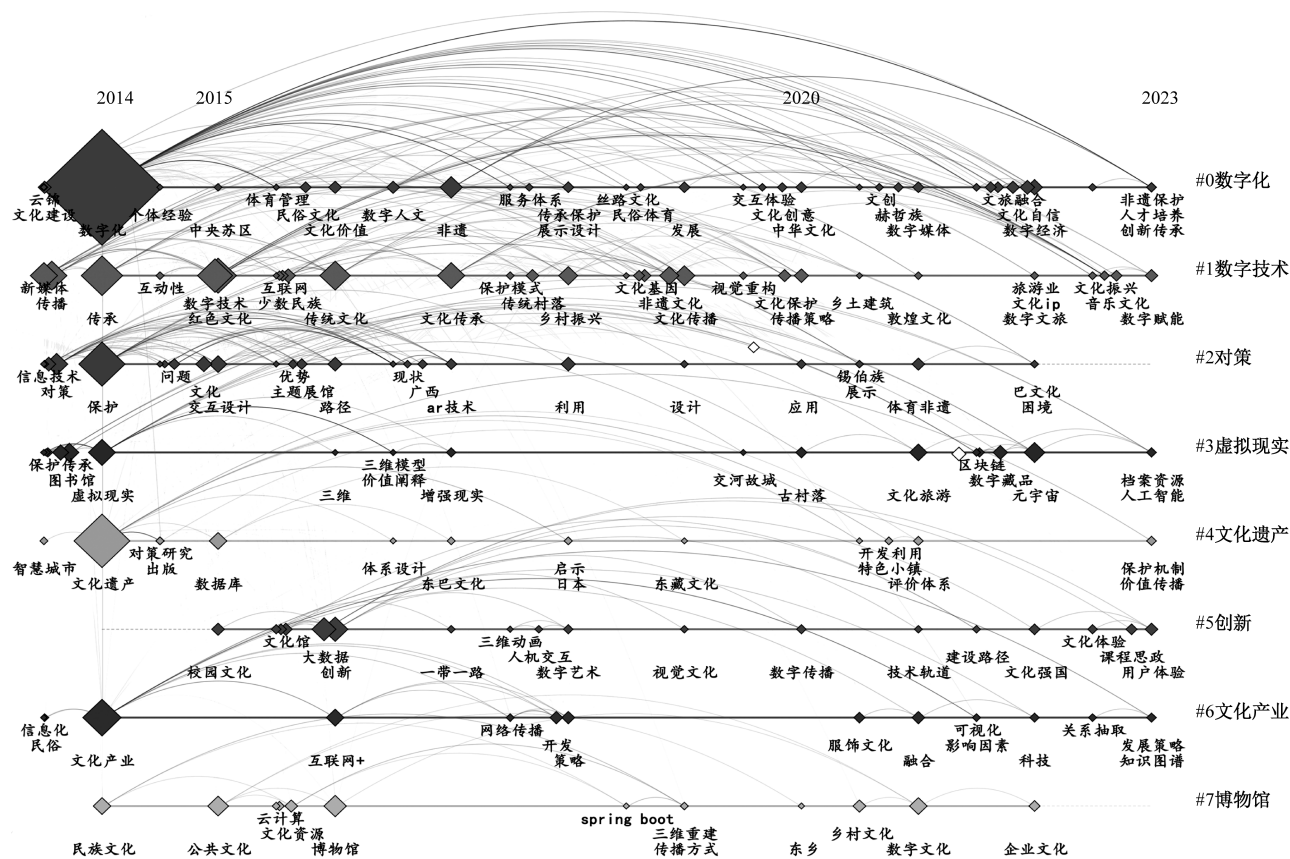 2014
2015
2020
2023
#0数字化
云锦
个体经验
体育管理
服务体系
丝路文化
交互体验
文创
文旅融合
非遗保护
文化建设
民俗文化
数字人文
传承保护
民俗体育
文化创意
赫哲族
文化自信
人才培养
数字化
中央苏区
文化价值
非遗
展示设计
发展
中华文化
数字媒体
数字经济
创新传承
#1数字技术
新媒体
互动性
互联网
保护模式
文化基因
视觉重构
旅游业
文化振兴
传播
数字技术
少数民族
传统村落
非遗文化
文化保护
乡土建筑
文化ip
音乐文化
传承
红色文化
传统文化
文化传承
乡村振兴
文化传播
传播策略
敦煌文化
数字文旅
数字赋能
#2对策
信息技术
问题
优势
现状
锡伯族
对策
文化
主题展馆
广西
展示
巴文化
保护
交互设计
路径
ar技术
利用
设计
应用
体育非遗
困境
#3虚拟现实
保护传承
三维模型
区块链
图书馆
价值阐释
交河故城
数字藏品
档案资源
虚拟现实
三维
增强现实
古村落
文化旅游
元宇宙
人工智能
#4文化遗产
对策研究
开发利用
智慧城市
出版
体系设计
启示
特色小镇
保护机制
文化遗产
数据库
东巴文化
日本
东藏文化
评价体系
价值传播
#5创新
文化馆
三维动画
文化体验
大数据
人机交互
建设路径
课程思政
校园文化
创新
一带一路
数字艺术
视觉文化
数字传播
技术轨道
文化强国
用户体验
#6文化产业
信息化
网络传播
可视化
关系抽取
民俗
开发
服饰文化
影响因素
发展策略
文化产业
互联网+
策略
融合
科技
知识图谱
#7博物馆
云计算
spring boot
文化资源
三维重建
乡村文化
民族文化
公共文化
博物馆
传播方式
东乡
数字文化
企业文化